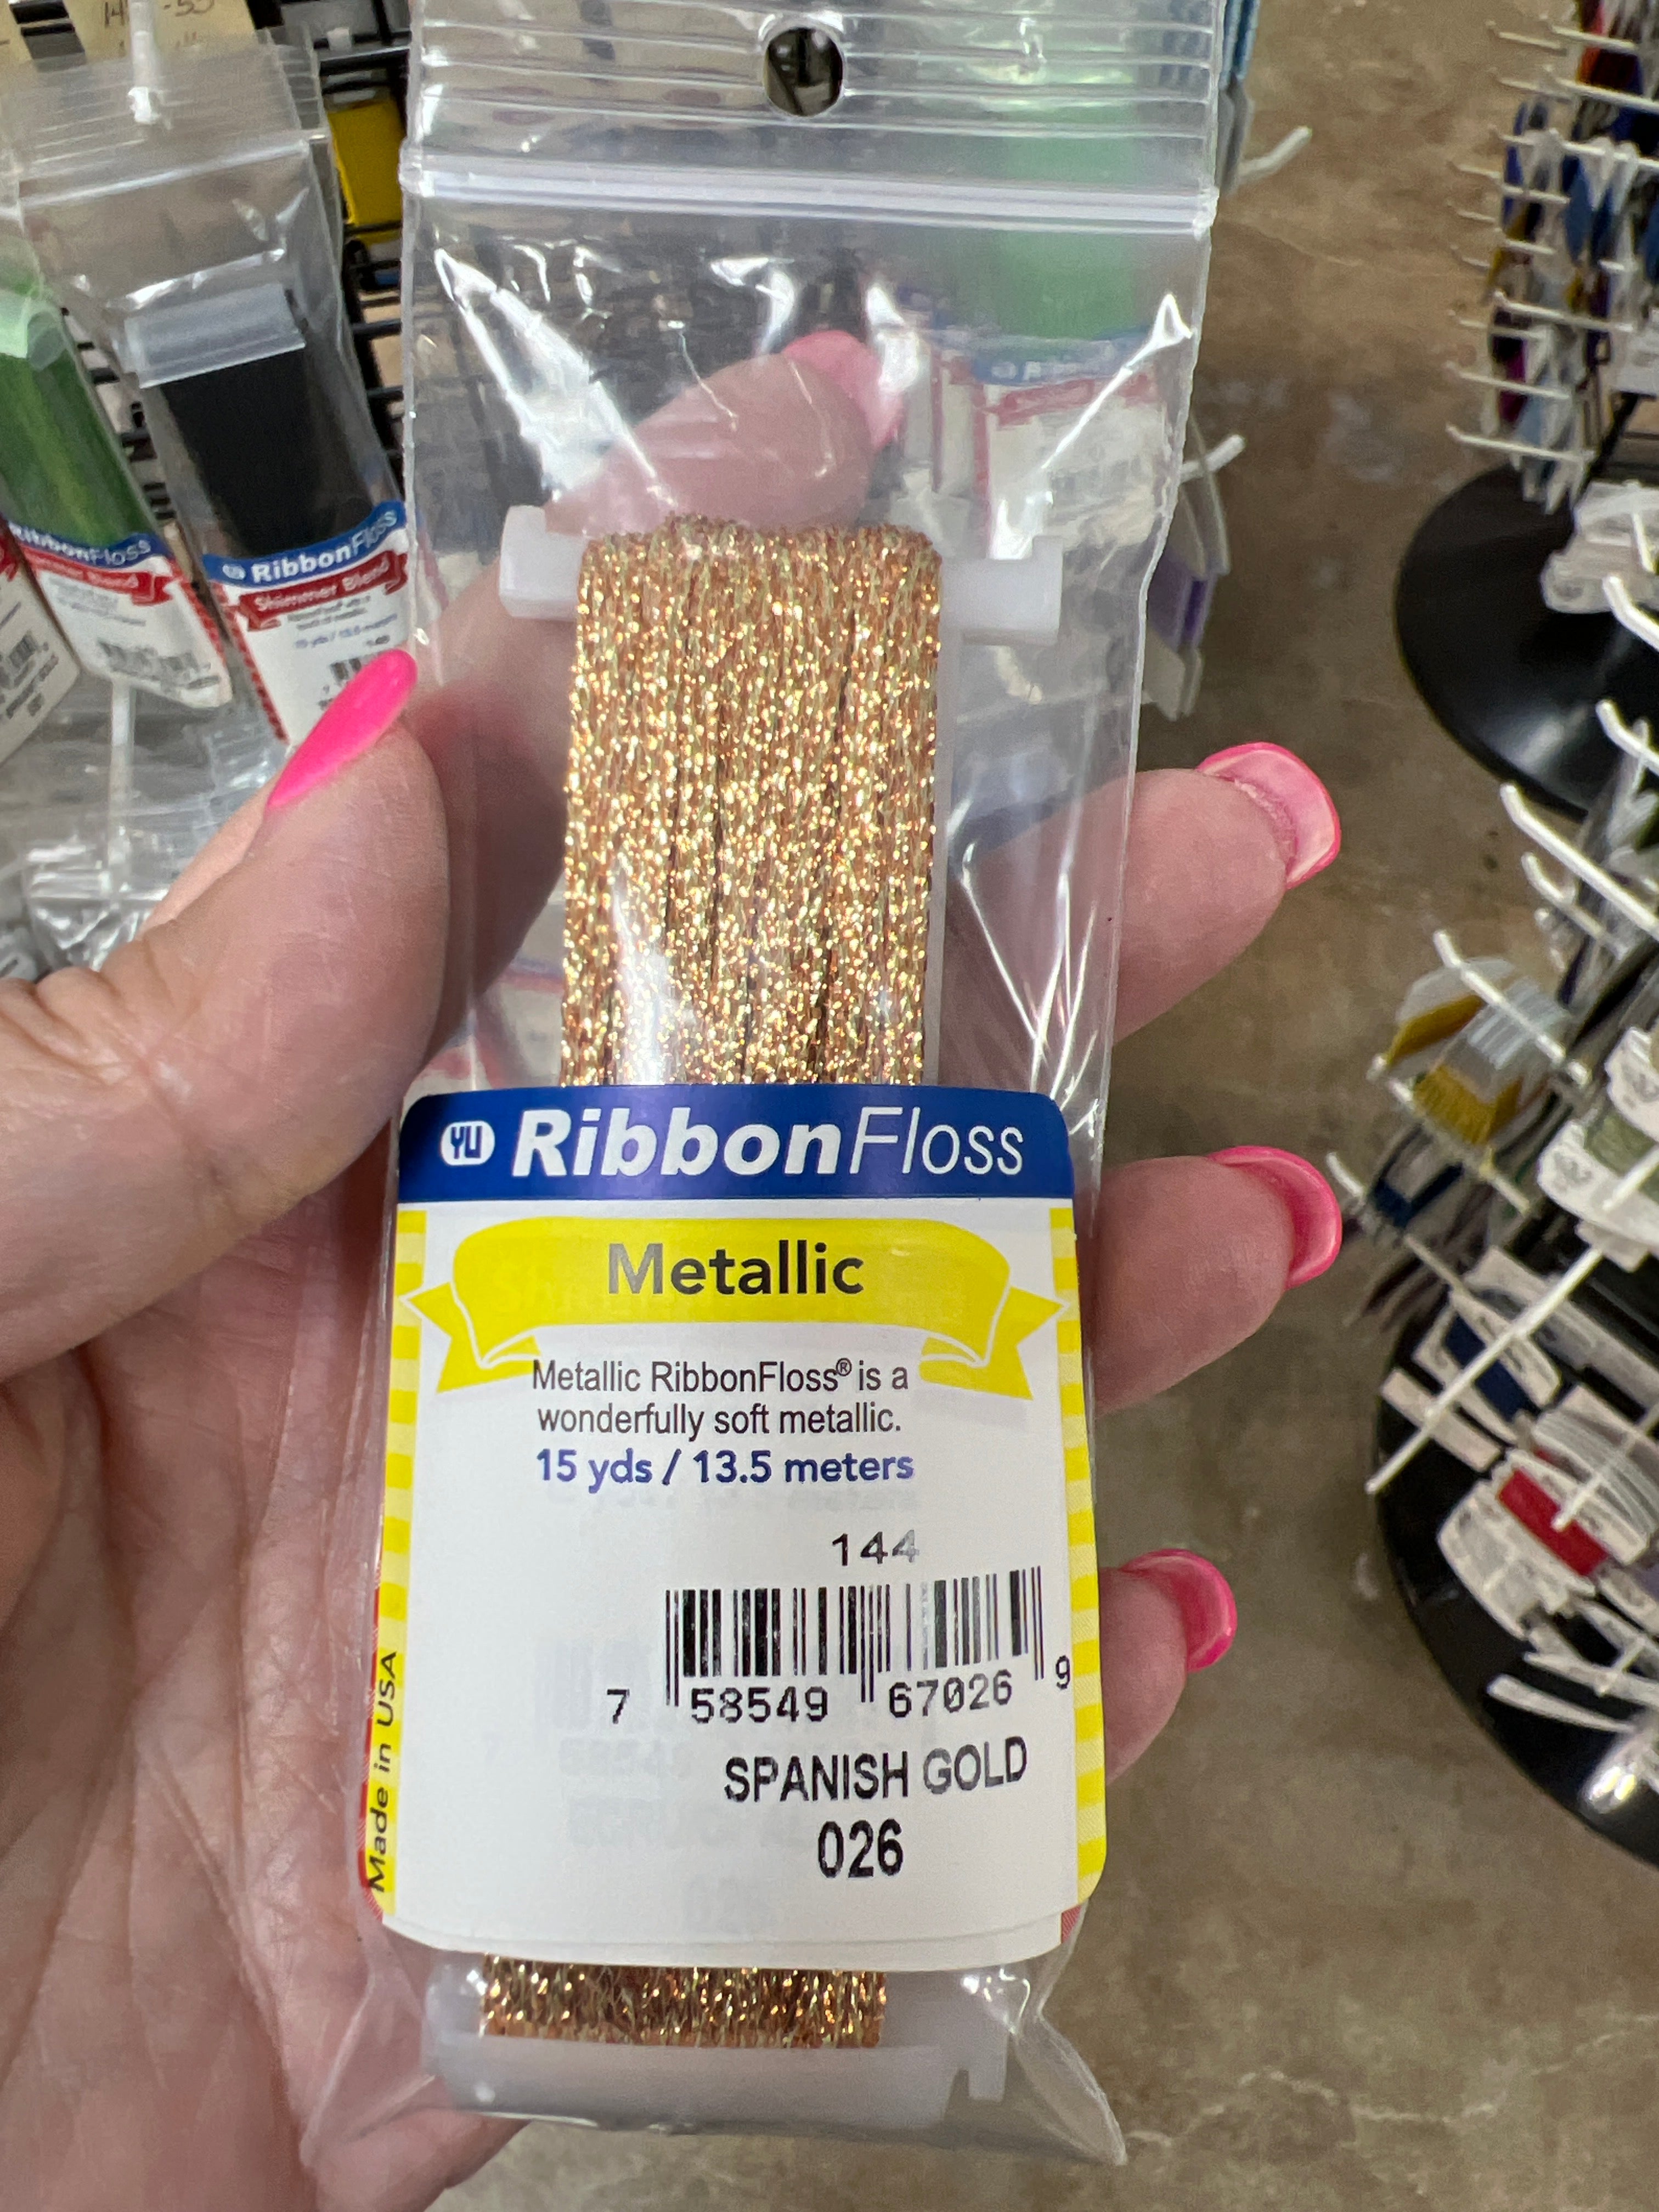 RibbonFloss
RibbonFloss
Shimmer Blend
YLI RibbonFloss
Metallic
Metallic RibbonFloss® is a
wonderfully soft metallic.
15 yds / 13.5 meters
144
7 58549 67026 9
SPANISH GOLD
026
Made in USA